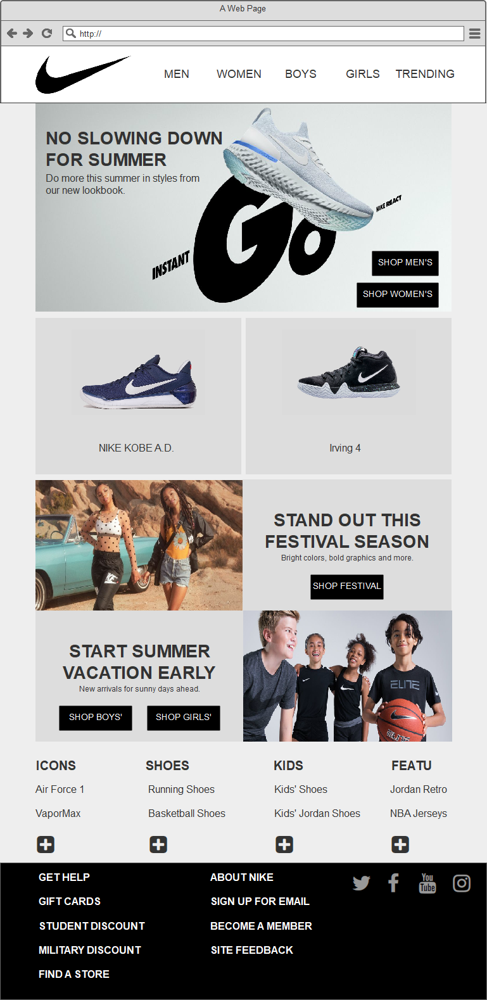 A Web Page
http://
MEN WOMEN BOYS GIRLS TRENDING
NO SLOWING DOWN
FOR SUMMER
Do more this summer in styles from
our new lookbook.
NIKE REACT
INSTANT Go
SHOP MEN'S
SHOP WOMEN'S
NIKE KOBE A.D.
Irving 4
STAND OUT THIS
FESTIVAL SEASON
Bright colors, bold graphics and more.
SHOP FESTIVAL
START SUMMER
VACATION EARLY
New arrivals for sunny days ahead.
SHOP BOYS' SHOP GIRLS'
ELITE
ELITE
ICONS SHOES KIDS FEATU
Air Force 1 Running Shoes Kids' Shoes Jordan Retro
VaporMax Basketball Shoes Kids' Jordan Shoes NBA Jerseys
GET HELP ABOUT NIKE
You
Tube
GIFT CARDS SIGN UP FOR EMAIL
STUDENT DISCOUNT BECOME A MEMBER
MILITARY DISCOUNT SITE FEEDBACK
FIND A STORE